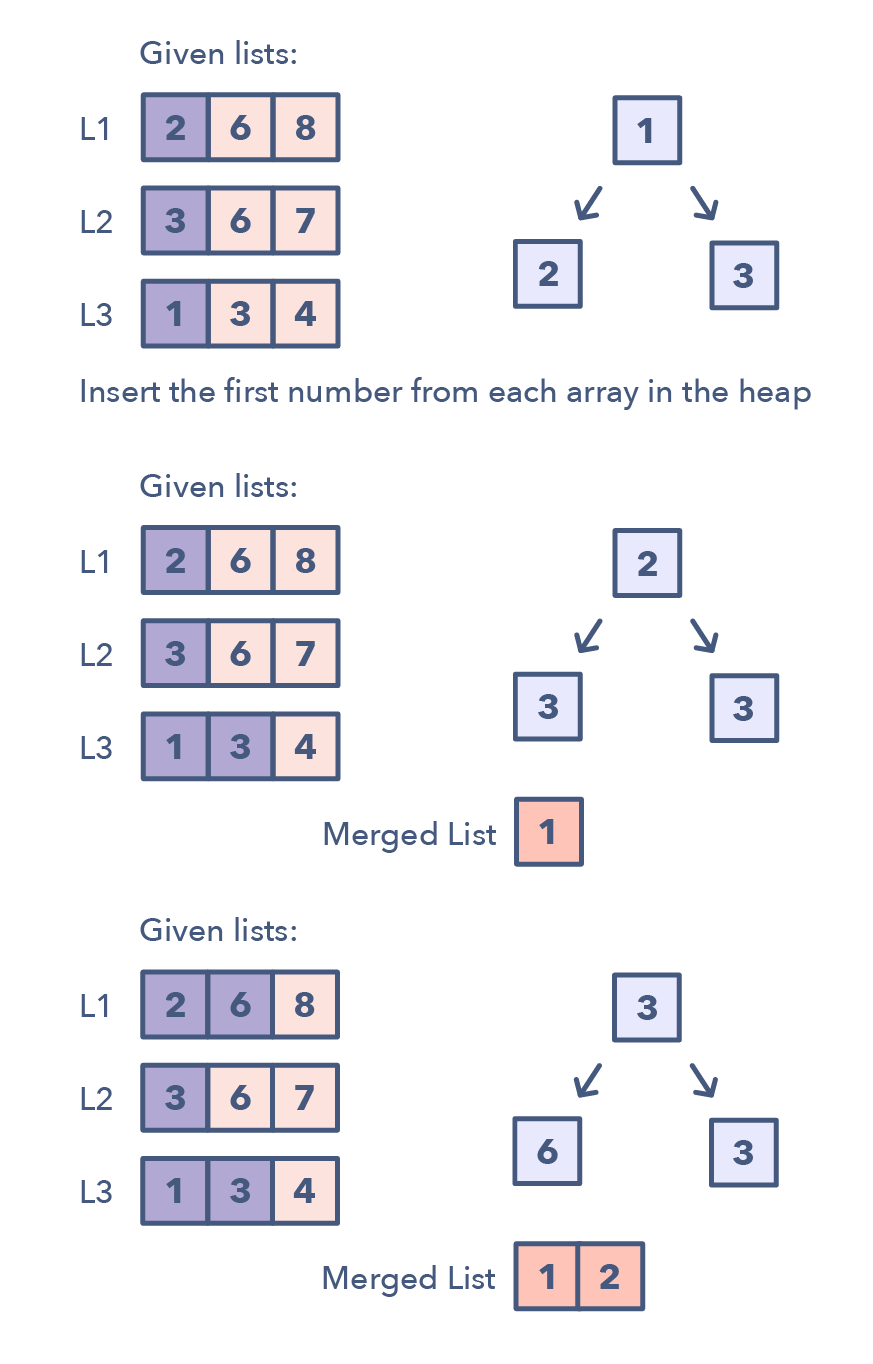 Given lists:
L1 2 6 8
L2 3 6 7
L3 1 3 4
1
2 3
Insert the first number from each array in the heap
Given lists:
L1 2 6 8
L2 3 6 7
L3 1 3 4
2
3 3
Merged List 1
Given lists:
L1 2 6 8
L2 3 6 7
L3 1 3 4
3
6 3
Merged List 1 2